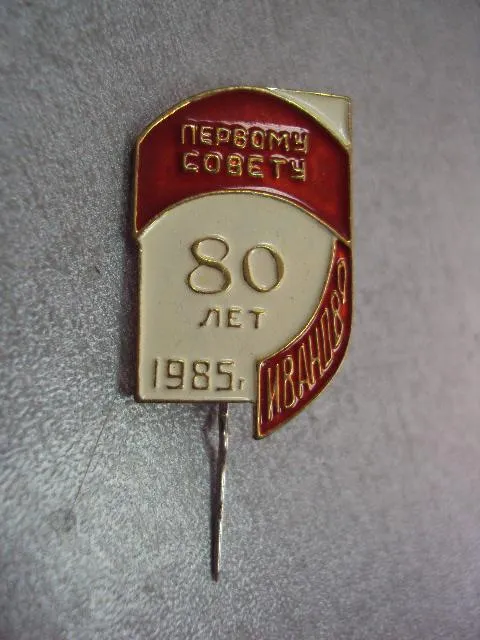 ПЕРВОМУ
СОВЕТУ
80
ЛЕТ
1985г
ИВАНОВО